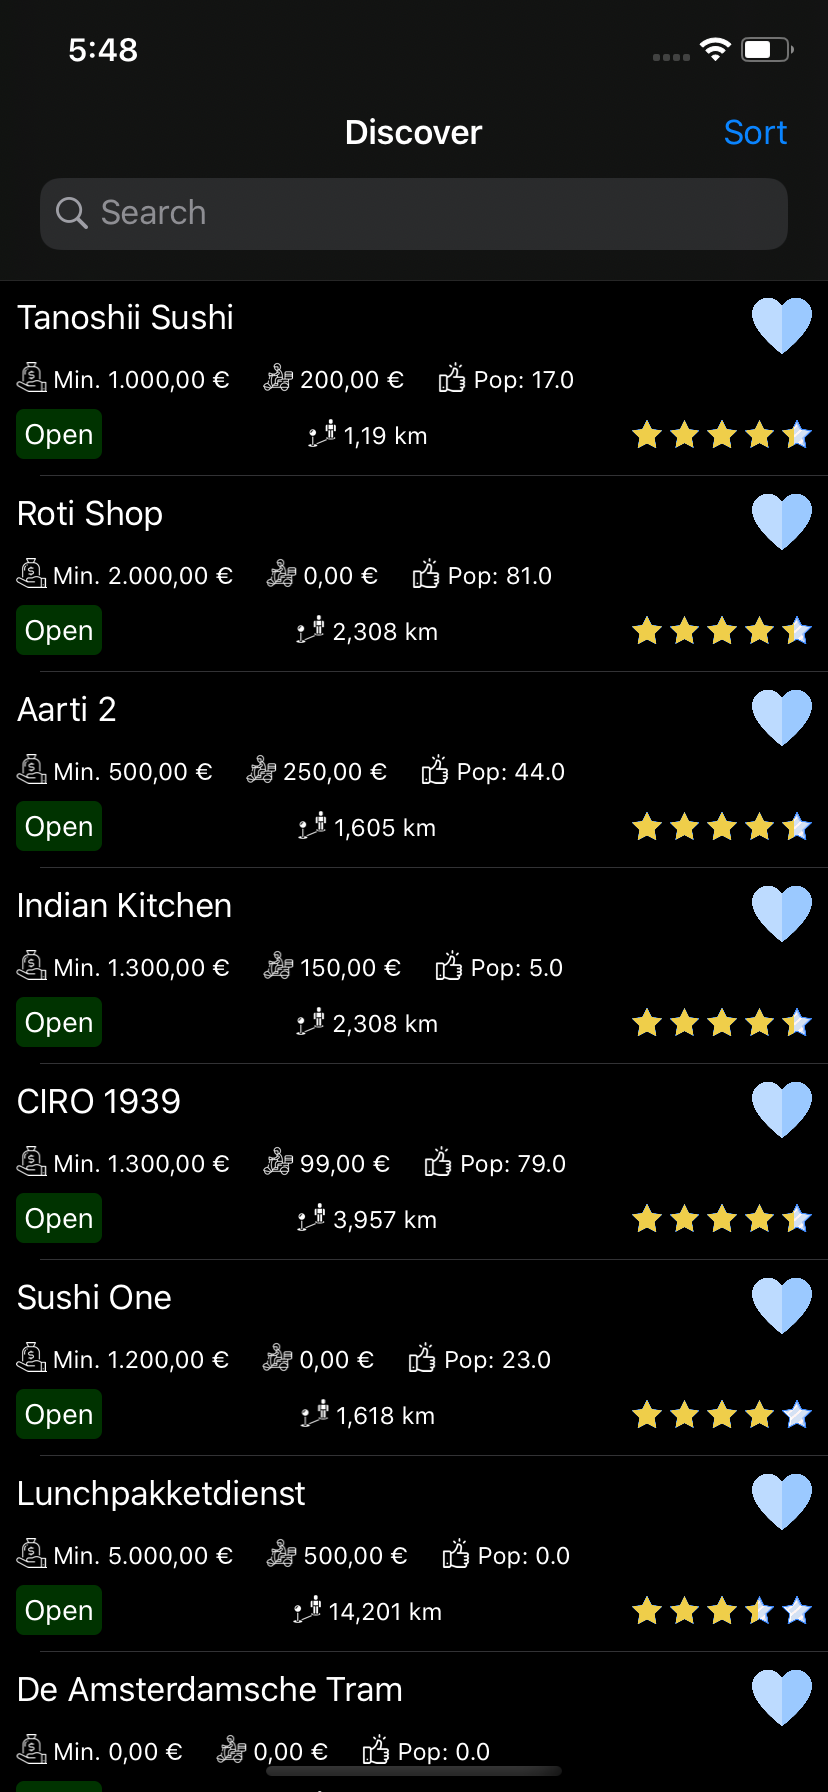 5:48
Discover
Sort
Search
Tanoshii Sushi
Min. 1.000,00 € 200,00 € Pop: 17.0
Open 1,19 km
Roti Shop
Min. 2.000,00 € 0,00 € Pop: 81.0
Open 2,308 km
Aarti 2
Min. 500,00 € 250,00 € Pop: 44.0
Open 1,605 km
Indian Kitchen
Min. 1.300,00 € 150,00 € Pop: 5.0
Open 2,308 km
CIRO 1939
Min. 1.300,00 € 99,00 € Pop: 79.0
Open 3,957 km
Sushi One
Min. 1.200,00 € 0,00 € Pop: 23.0
Open 1,618 km
Lunchpakketdienst
Min. 5.000,00 € 500,00 € Pop: 0.0
Open 14,201 km
De Amsterdamsche Tram
Min. 0,00 € 0,00 € Pop: 0.0